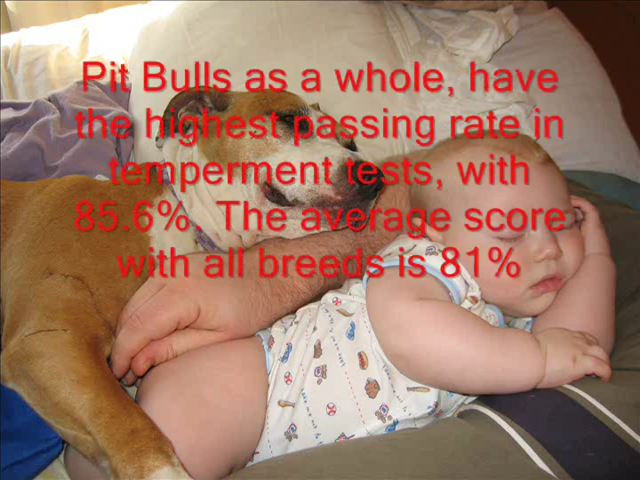 Pit Bulls as a whole, have
the highest passing rate in
temperment tests, with
85.6%. The average score
with all breeds is 81%